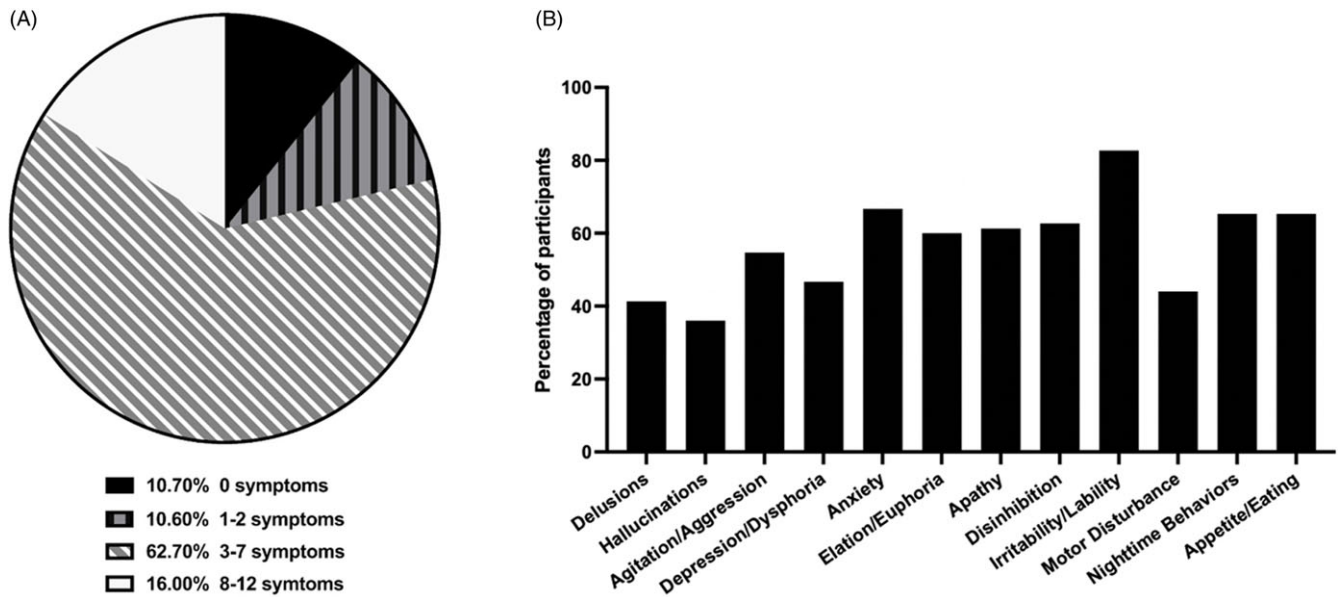 (A)
10.70% 0 symptoms
10.60% 1-2 symptoms
62.70% 3-7 symptoms
16.00% 8-12 symtoms
(B)
Percentage of participants
100
80
60
40
20
0
Delusions
Hallucinations
Agitation/Aggression
Depression/Dysphoria
Anxiety
Elation/Euphoria
Apathy
Disinhibition
Irritability/Lability
Motor Disturbance
Nighttime Behaviors
Appetite/Eating